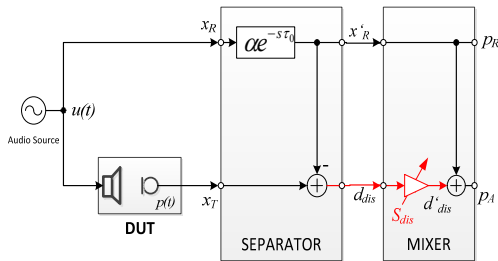 x_R
αe^{-sτ_0}
x'_R
p_R
u(t)
Audio Source
-
p(t)
DUT
x_T
d_dis
S_dis
d'_dis
p_A
SEPARATOR
MIXER